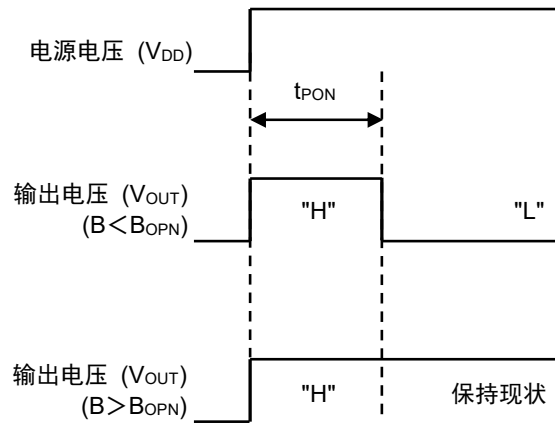 电源电压 (VDD)
tPON
输出电压 (VOUT)
(B＜BOPN)
"H"
"L"
输出电压 (VOUT)
(B＞BOPN)
"H"
保持现状